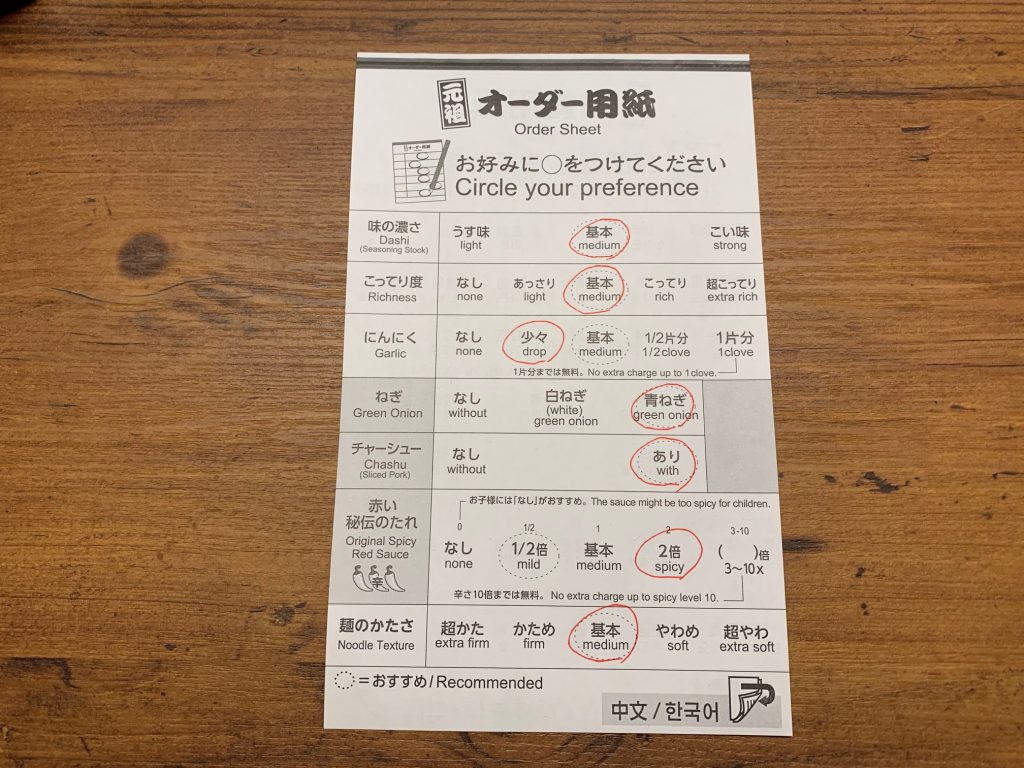 元祖 オーダー用紙
Order Sheet
お好みに○をつけてください
Circle your preference
味の濃さ うす味 基本 こい味
Dashi light medium strong
(Seasoning Stock)
こってり度 なし あっさり 基本 こってり 超こってり
Richness none light medium rich extra rich
にんにく なし 少々 基本 1/2片分 1片分
Garlic none drop medium 1/2clove 1clove
1片分までは無料。No extra charge up to 1clove.
ねぎ なし 白ねぎ 青ねぎ
Green Onion without (white) green onion green onion
チャーシュー なし あり
Chashu without with
(Sliced Pork)
お子様には「なし」がおすすめ。The sauce might be too spicy for children.
赤い
秘伝のたれ
Original Spicy
Red Sauce
辛
0 1/2 1 2 3-10
なし 1/2倍 基本 2倍 ( )倍
none mild medium spicy 3～10x
辛さ10倍までは無料。No extra charge up to spicy level 10.
麺のかたさ 超かた かため 基本 やわめ 超やわ
Noodle Texture extra firm firm medium soft extra soft
=おすすめ/Recommended
中文 / 한국어